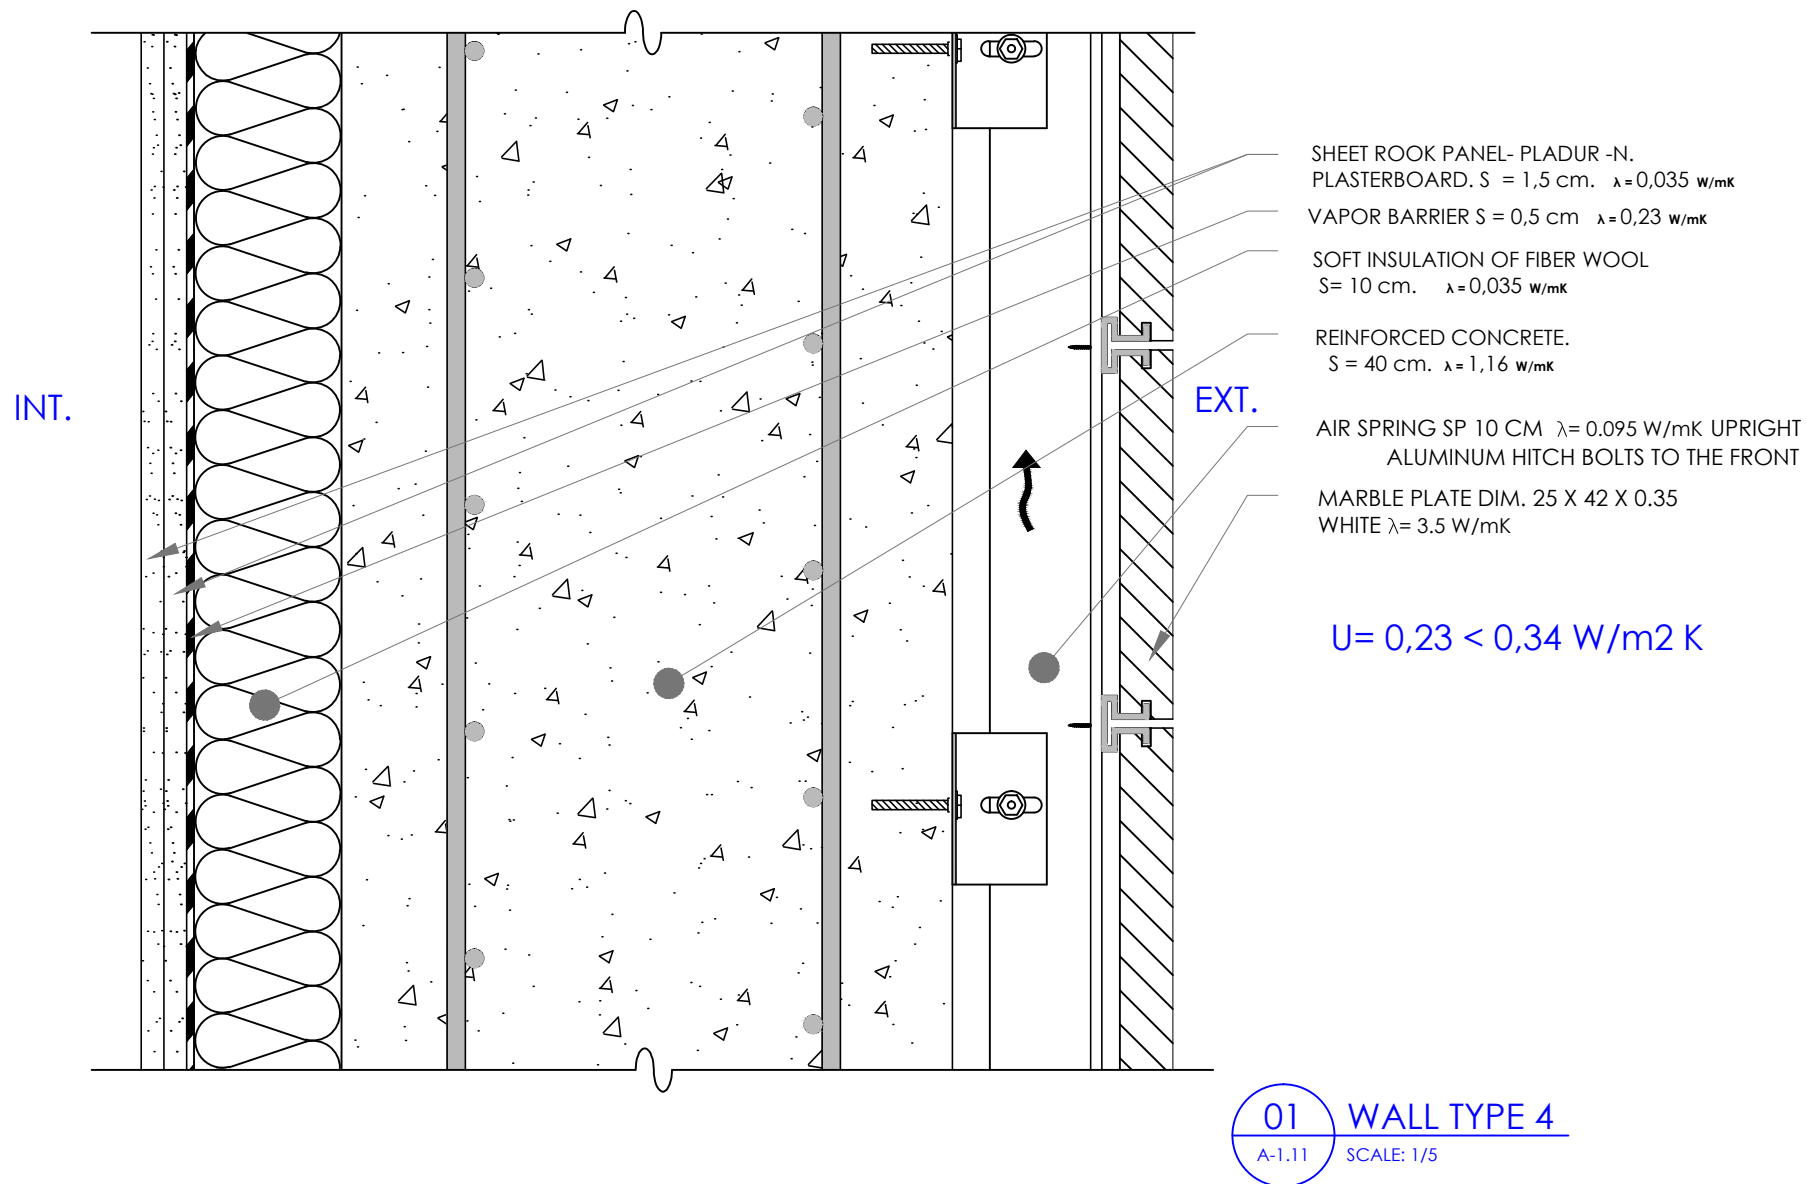 SHEET ROOK PANEL- PLADUR -N.
PLASTERBOARD. S = 1,5 cm. λ = 0,035 W/mK
VAPOR BARRIER S = 0,5 cm λ = 0,23 W/mK
SOFT INSULATION OF FIBER WOOL
S= 10 cm. λ = 0,035 W/mK
REINFORCED CONCRETE.
S = 40 cm. λ = 1,16 W/mK
INT.
EXT.
AIR SPRING SP 10 CM λ= 0.095 W/mK UPRIGHT
ALUMINUM HITCH BOLTS TO THE FRONT
MARBLE PLATE DIM. 25 X 42 X 0.35
WHITE λ= 3.5 W/mK
U= 0,23 < 0,34 W/m2 K
01 WALL TYPE 4
A-1.11 SCALE: 1/5